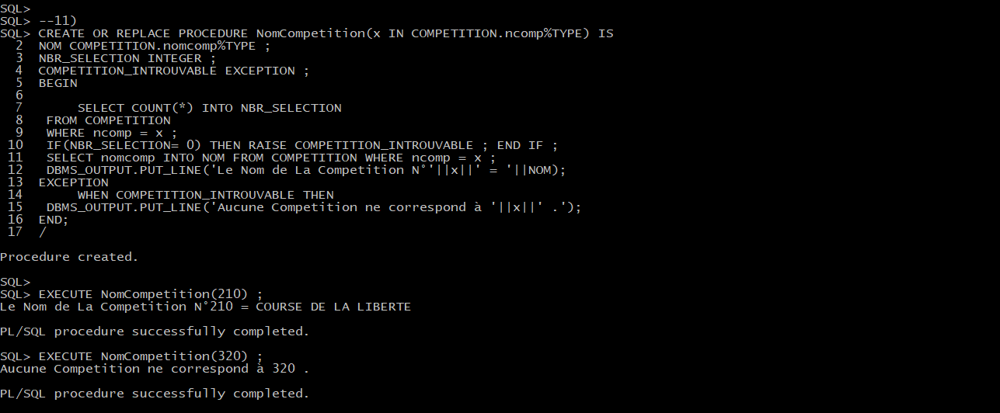 SQL>
SQL> --11)
SQL> CREATE OR REPLACE PROCEDURE NomCompetition(x IN COMPETITION.ncomp%TYPE) IS
  2  NOM COMPETITION.nomcomp%TYPE ;
  3  NBR_SELECTION INTEGER ;
  4  COMPETITION_INTROUVABLE EXCEPTION ;
  5  BEGIN
  6
  7       SELECT COUNT(*) INTO NBR_SELECTION
  8   FROM COMPETITION
  9   WHERE ncomp = x ;
 10   IF(NBR_SELECTION= 0) THEN RAISE COMPETITION_INTROUVABLE ; END IF ;
 11   SELECT nomcomp INTO NOM FROM COMPETITION WHERE ncomp = x ;
 12   DBMS_OUTPUT.PUT_LINE('Le Nom de La Competition N°'||x||' = '||NOM);
 13  EXCEPTION
 14       WHEN COMPETITION_INTROUVABLE THEN
 15   DBMS_OUTPUT.PUT_LINE('Aucune Competition ne correspond à '||x||' .');
 16  END;
 17  /
Procedure created.
SQL>
SQL> EXECUTE NomCompetition(210) ;
Le Nom de La Competition N°210 = COURSE DE LA LIBERTE
PL/SQL procedure successfully completed.
SQL> EXECUTE NomCompetition(320) ;
Aucune Competition ne correspond à 320 .
PL/SQL procedure successfully completed.